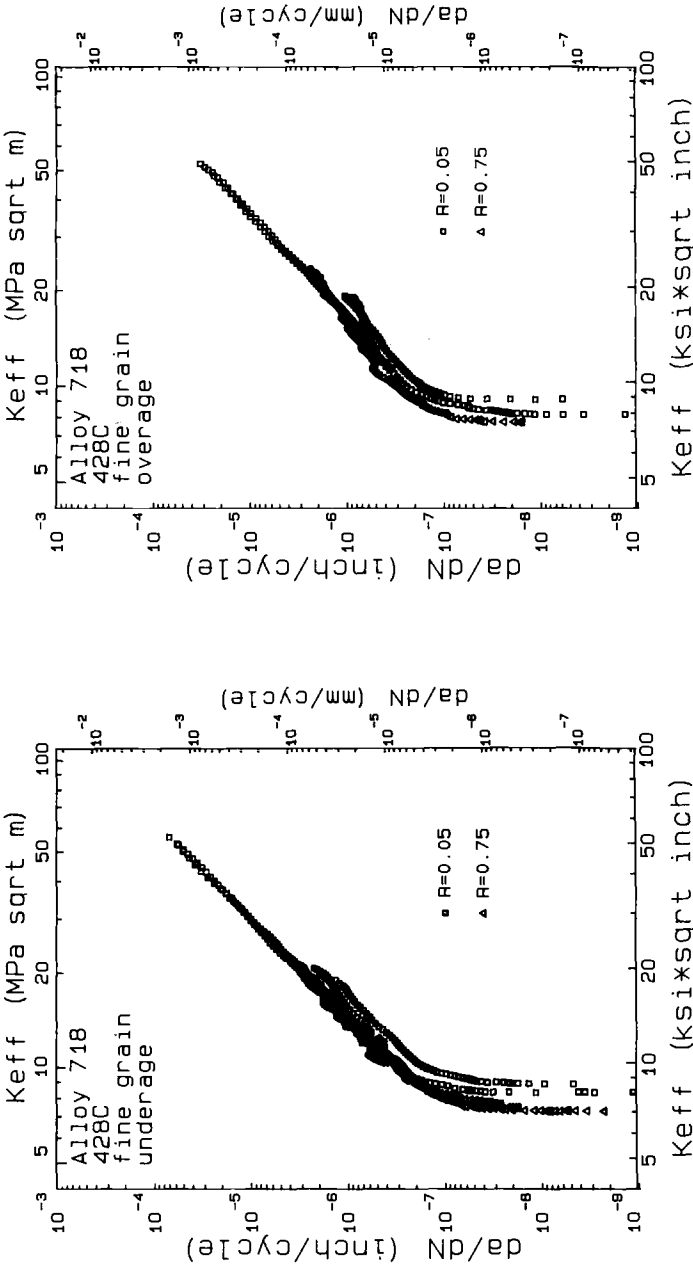 Keff (MPa sqrt m)
5 10 20 50 100
Alloy 718
428C
fine grain
underage
da/dN (inch/cycle)
10 -3
10 -5
10 -6
10 -7
10 -8
10 -9
R=0.05
R=0.75
10 -2
10 -3
10 -4
10 -5
10 -6
10 -7
da/dN (mm/cycle)
5 10 20 50 100
Keff (ksi*sqrt inch)
Keff (MPa sqrt m)
5 10 20 50 100
Alloy 718
428C
fine grain
overage
da/dN (inch/cycle)
10 -3
10 -5
10 -6
10 -7
10 -8
10 -9
R=0.05
R=0.75
10 -2
10 -3
10 -4
10 -5
10 -6
10 -7
da/dN (mm/cycle)
5 10 20 50 100
Keff (ksi*sqrt inch)